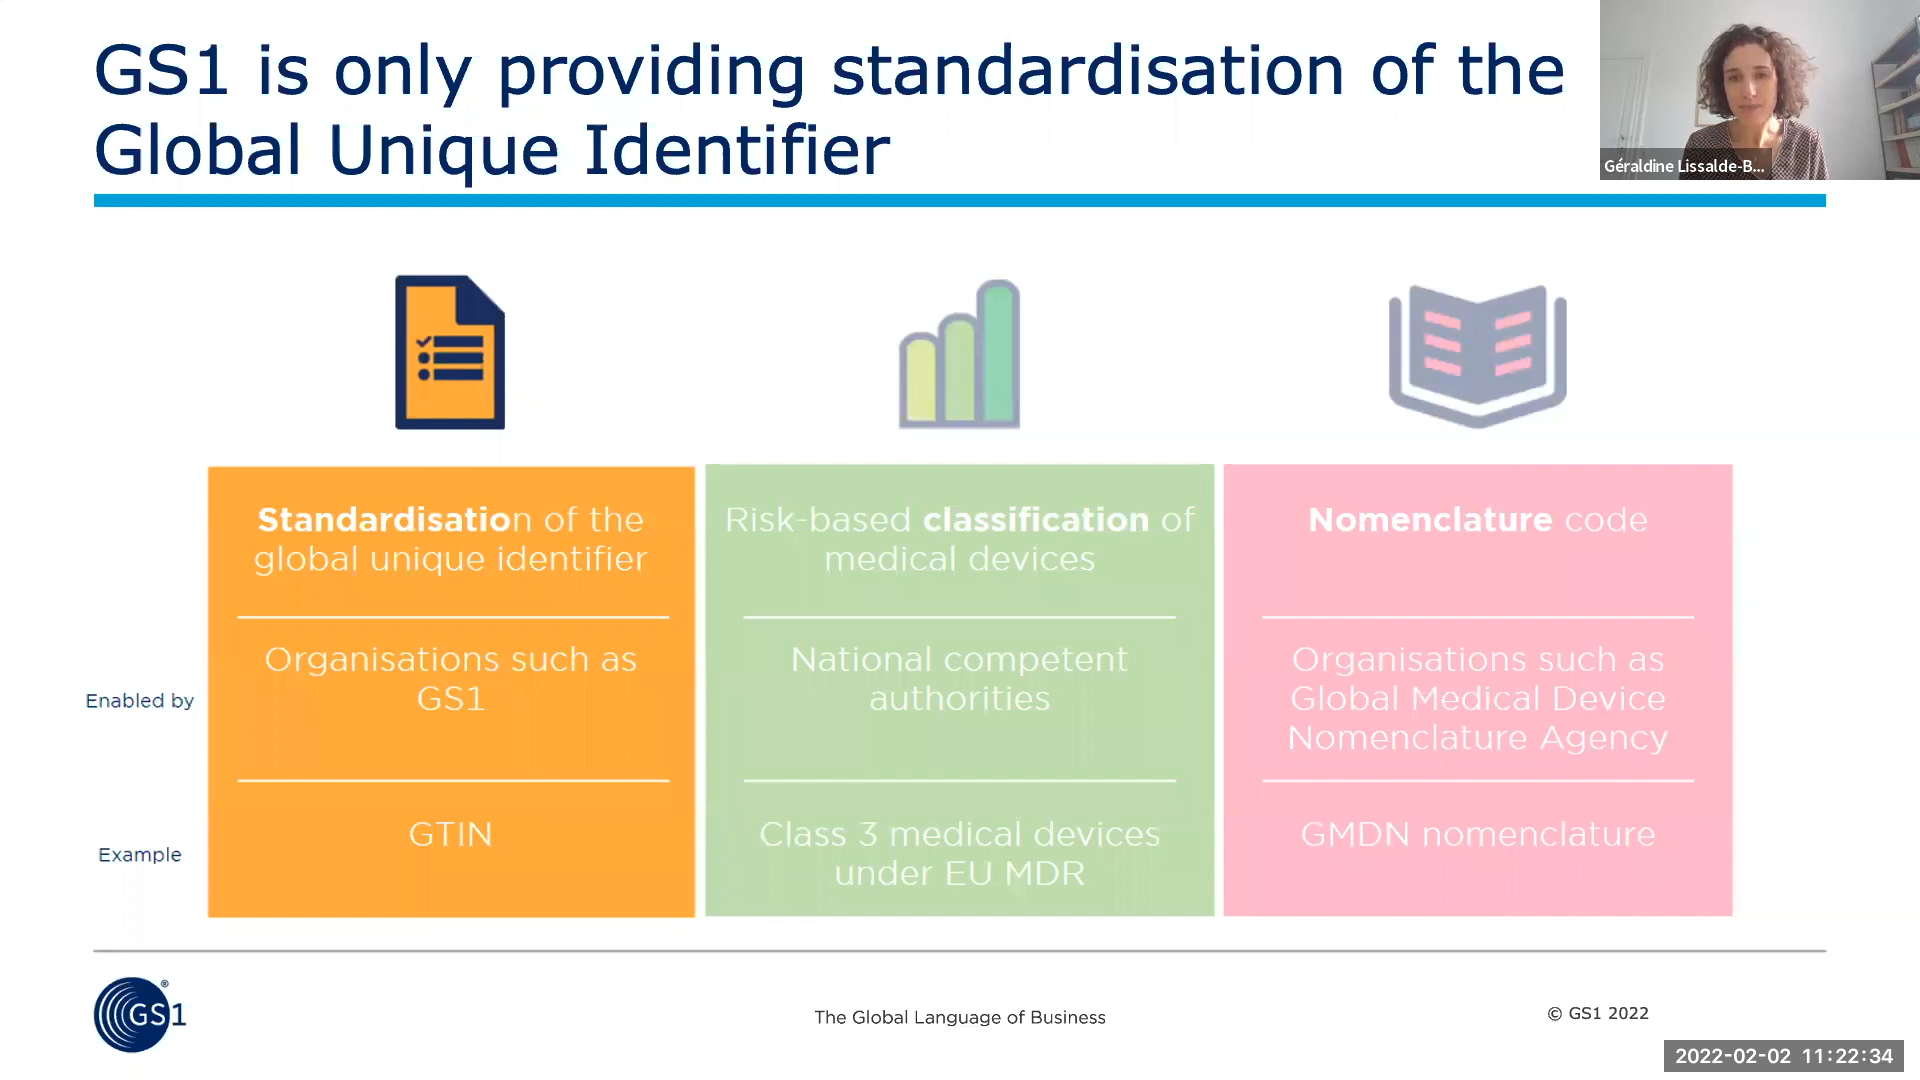 GS1 is only providing standardisation of the
Global Unique Identifier
Géraldine Lissalde-B...
Standardisation of the
global unique identifier
Risk-based classification of
medical devices
Nomenclature code
Enabled by
Organisations such as
GS1
National competent
authorities
Organisations such as
Global Medical Device
Nomenclature Agency
Example
GTIN
Class 3 medical devices
under EU MDR
GMDN nomenclature
GS1®
The Global Language of Business
© GS1 2022
2022-02-02 11:22:34